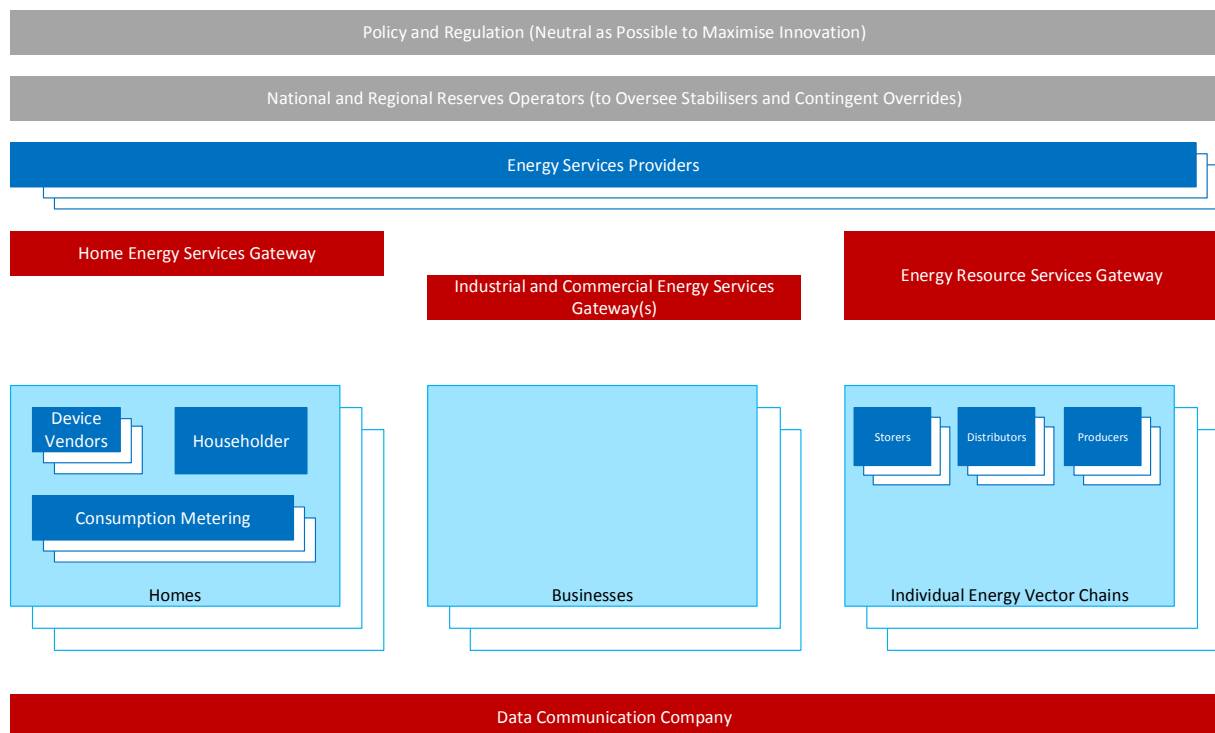 Policy and Regulation (Neutral as Possible to Maximise Innovation)
National and Regional Reserves Operators (to Oversee Stabilisers and Contingent Overrides)
Energy Services Providers
Home Energy Services Gateway
Industrial and Commercial Energy Services
Gateway(s)
Energy Resource Services Gateway
Device
Vendors
Householder
Consumption Metering
Homes
Businesses
Storers
Distributors
Producers
Individual Energy Vector Chains
Data Communication Company